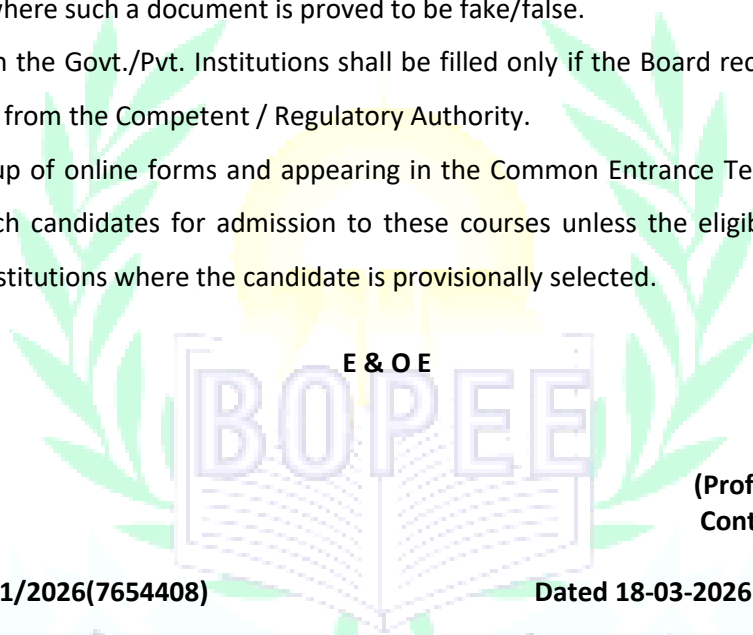 where such a document is proved to be fake/false.
n the Govt./Pvt. Institutions shall be filled only if the Board rec
from the Competent / Regulatory Authority.
up of online forms and appearing in the Common Entrance Te
ch candidates for admission to these courses unless the eligib
stitutions where the candidate is provisionally selected.
E & O E
BOPEE
(Prof
Cont
1/2026(7654408) Dated 18-03-2026